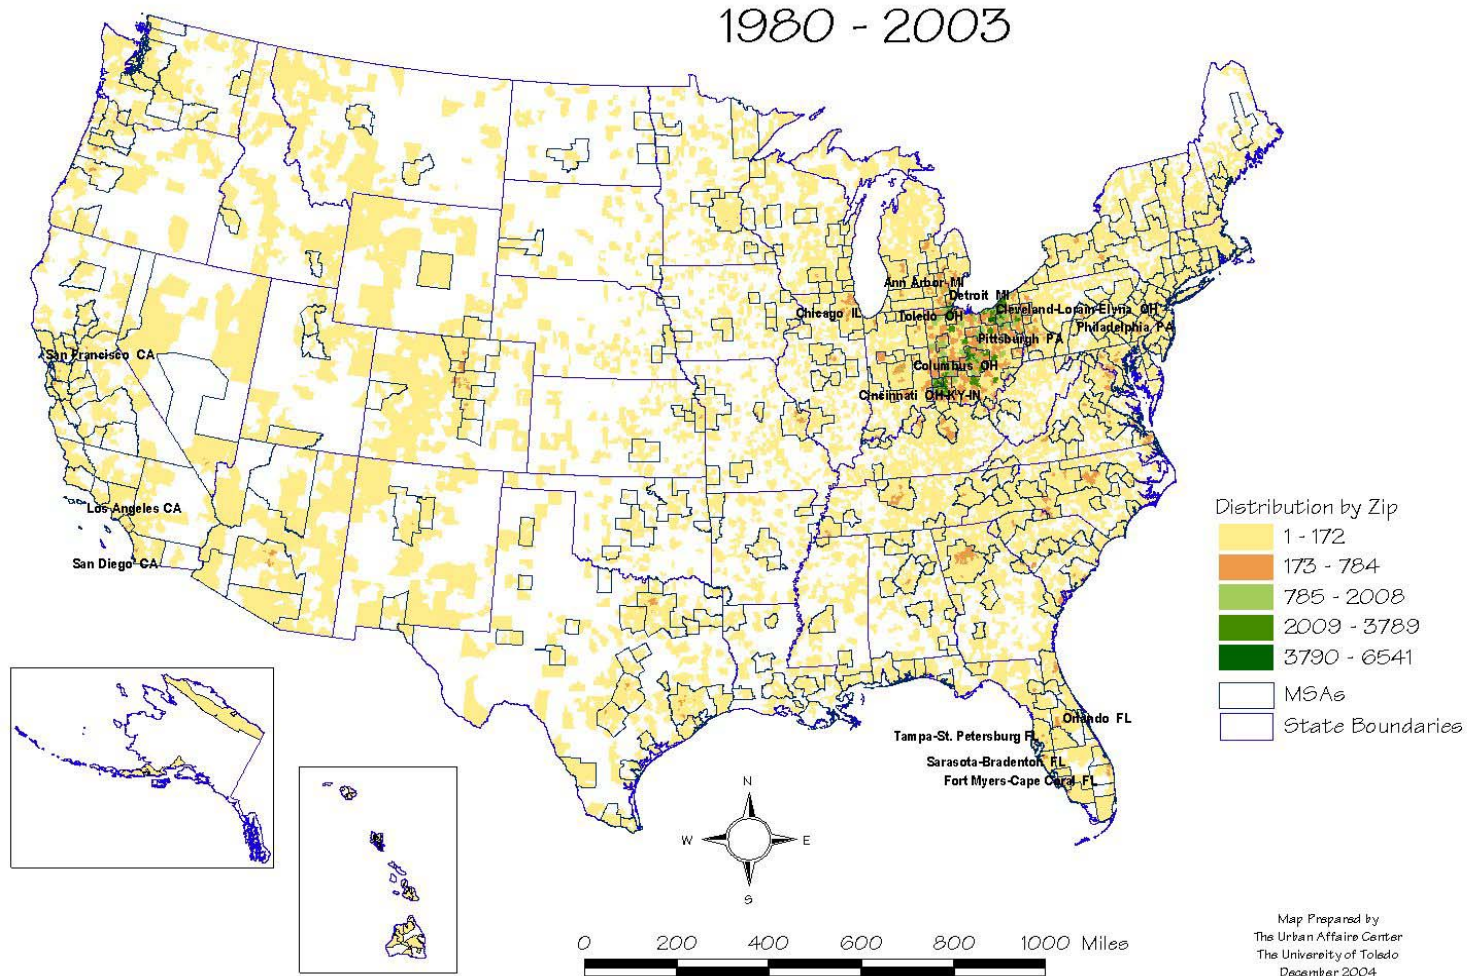 1980 - 2003
Ann Arbor MI
Detroit MI
Chicago IL
Toledo OH
Cleveland-Lorain-Elyria OH
Philadelphia PA
Pittsburgh PA
San Francisco CA
Columbus OH
Cincinnati OH-KY-IN
Los Angeles CA
San Diego CA
Distribution by Zip
1 - 172
173 - 784
785 - 2008
2009 - 3789
3790 - 6541
MSAs
State Boundaries
Orlando FL
Tampa-St. Petersburg FL
Sarasota-Bradenton FL
Fort Myers-Cape Coral FL
N
W E
S
0 200 400 600 800 1000 Miles
Map Prepared by
The Urban Affairs Center
The University of Toledo
December 2004